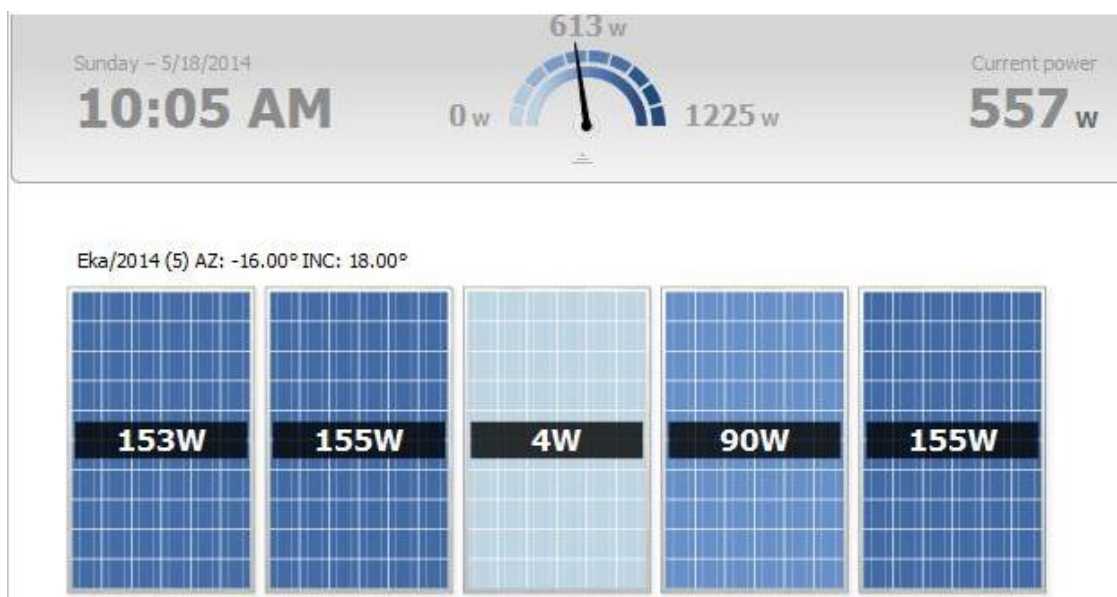 613 w
Sunday – 5/18/2014
Current power
10:05 AM
0 w
1225 w
557 w
Eka/2014 (5) AZ: -16.00° INC: 18.00°
153W
155W
4W
90W
155W